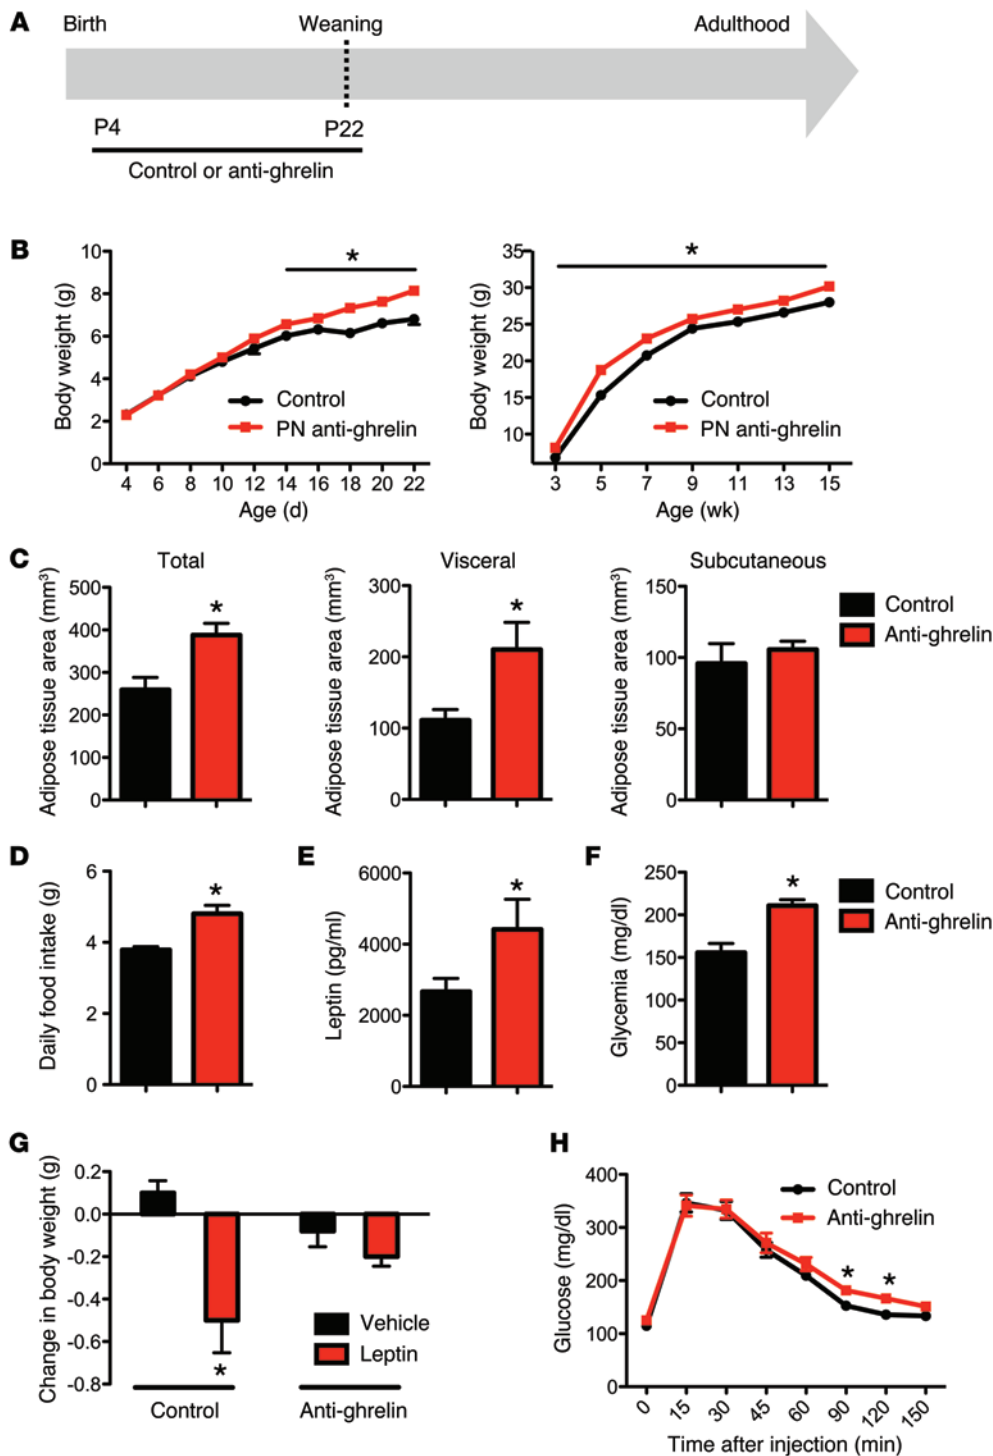 A
Birth Weaning Adulthood
P4 P22
Control or anti-ghrelin
B
Body weight (g)
10
8
6
4
2
0
Control
PN anti-ghrelin
*
4 6 8 10 12 14 16 18 20 22
Age (d)
Body weight (g)
35
30
25
20
15
10
*
Control
PN anti-ghrelin
3 5 7 9 11 13 15
Age (wk)
C
Total
Adipose tissue area (mm³)
500
400
300
200
100
0
*
Visceral
Adipose tissue area (mm³)
300
200
100
0
*
Subcutaneous
Adipose tissue area (mm³)
150
100
50
0
Control
Anti-ghrelin
D
Daily food intake (g)
6
4
2
0
*
E
Leptin (pg/ml)
6000
4000
2000
0
*
F
Glycemia (mg/dl)
250
200
150
100
50
0
*
Control
Anti-ghrelin
G
Change in body weight (g)
0.2
0.0
-0.2
-0.4
-0.6
-0.8
*
Vehicle
Leptin
Control Anti-ghrelin
H
Glucose (mg/dl)
400
300
200
100
0
Control
Anti-ghrelin
* *
0 15 30 45 60 90 120 150
Time after injection (min)